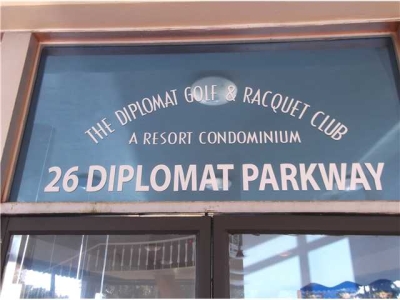 THE DIPLOMAT GOLF & RACQUET CLUB
A RESORT CONDOMINIUM
26 DIPLOMAT PARKWAY